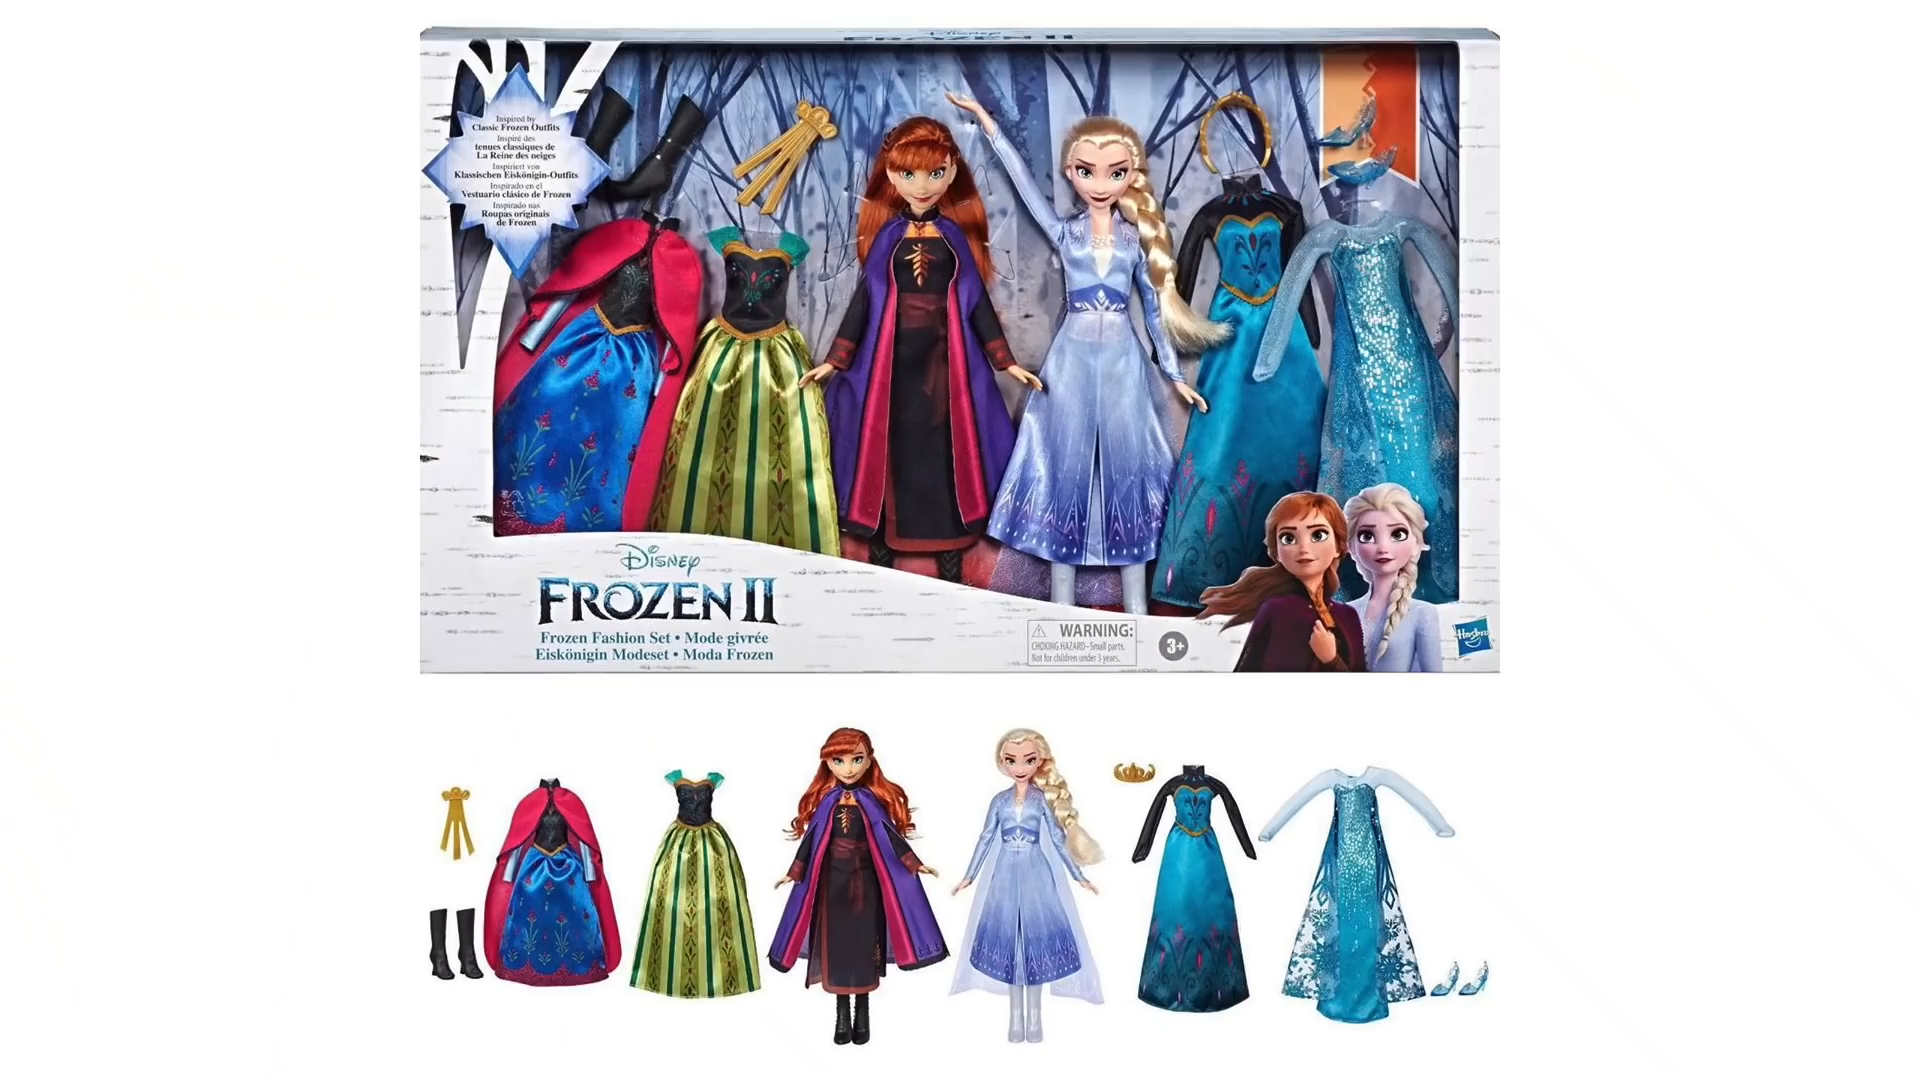 Disney
FROZEN II
Inspired by
Classic Frozen Outfits
Inspiré des
tenues classiques de
La Reine des neiges
Inspiriert von
Klassischen Eiskönigin-Outfits
Inspirado en el
Vestuario clásico de Frozen
Inspirado nas
Roupas originais
de Frozen
Disney
FROZEN II
Frozen Fashion Set • Mode givrée
Eiskönigin Modeset • Moda Frozen
⚠ WARNING:
CHOKING HAZARD–Small parts.
Not for children under 3 years.
3+
Hasbro